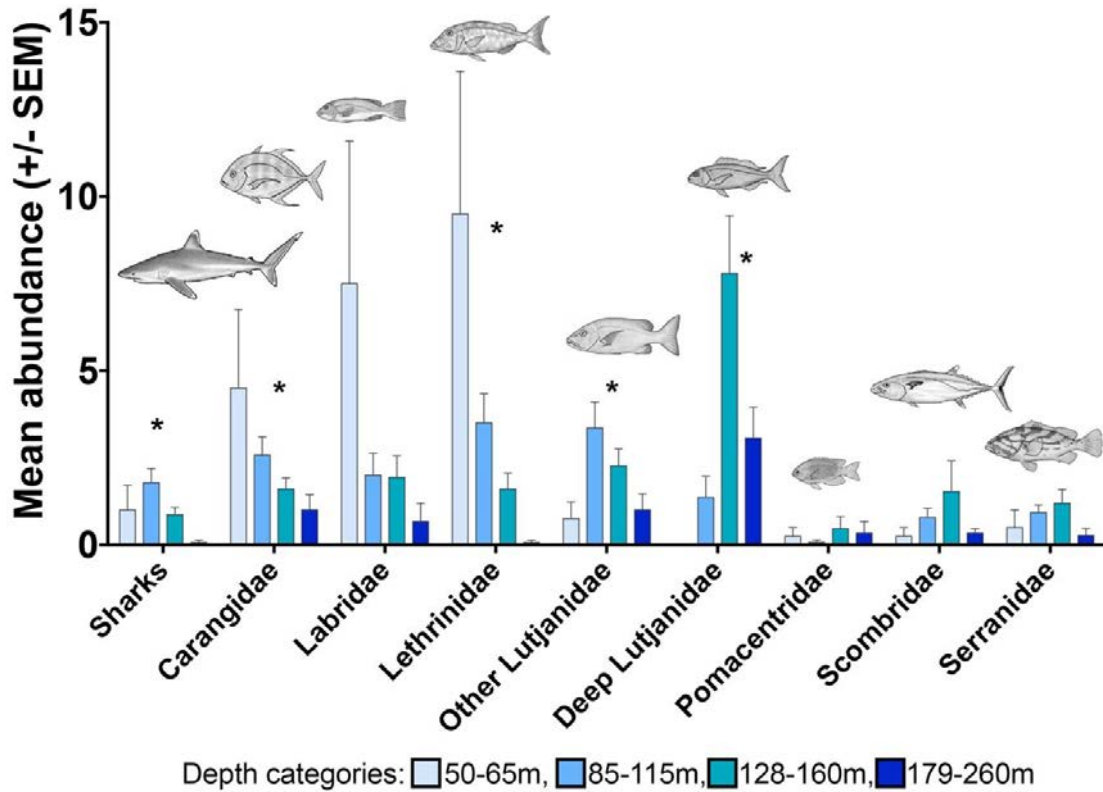 Mean abundance (+/- SEM)
15
10
5
0
*
*
*
*
*
Sharks
Carangidae
Labridae
Lethrinidae
Other Lutjanidae
Deep Lutjanidae
Pomacentridae
Scombridae
Serranidae
Depth categories: 50-65m, 85-115m, 128-160m, 179-260m